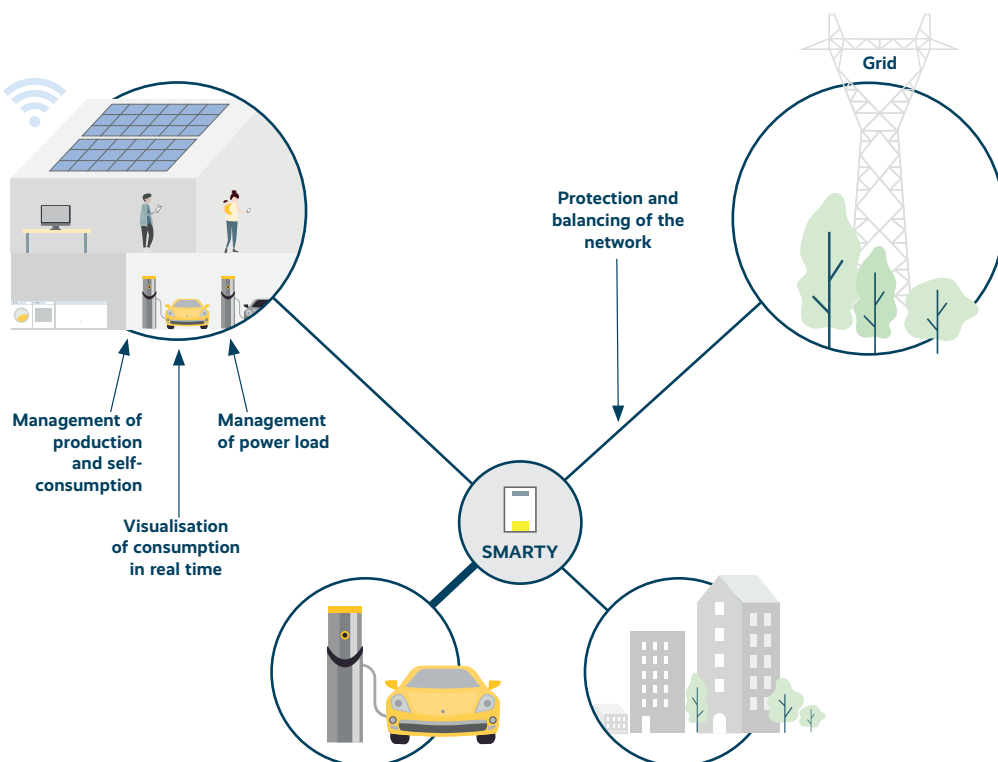 Grid
Protection and
balancing of the
network
Management of
production
and self-
consumption
Management
of power load
Visualisation
of consumption
in real time
SMARTY